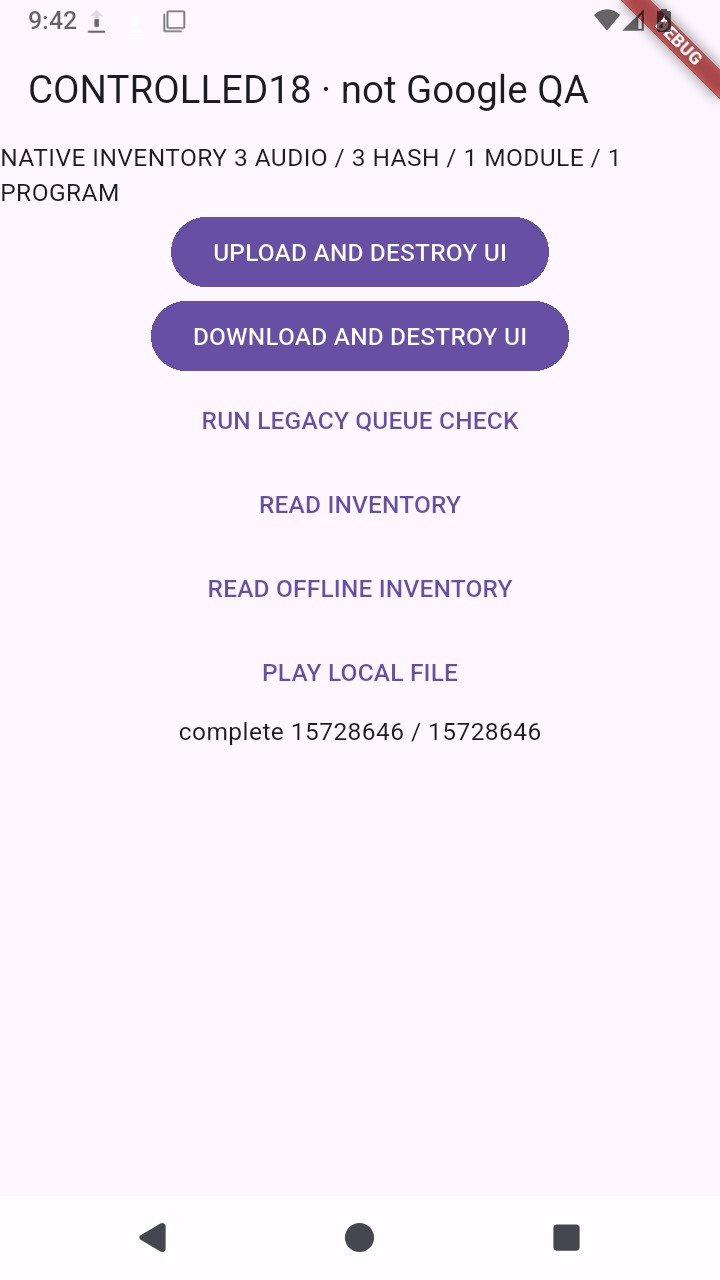 9:42
CONTROLLED18 · not Google QA
NATIVE INVENTORY 3 AUDIO / 3 HASH / 1 MODULE / 1
PROGRAM
UPLOAD AND DESTROY UI
DOWNLOAD AND DESTROY UI
RUN LEGACY QUEUE CHECK
READ INVENTORY
READ OFFLINE INVENTORY
PLAY LOCAL FILE
complete 15728646 / 15728646